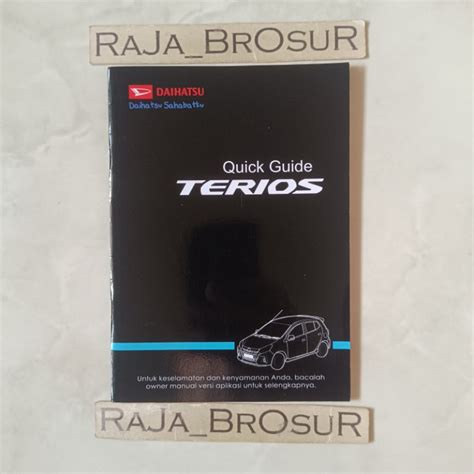 RAJA_BROSUR
DAIHATSU
Daihatsu Sahabatku
Quick Guide
TERIOS
Untuk keselamatan dan kenyamanan Anda, bacalah
owner manual versi aplikasi untuk selengkapnya.
RAJA_BROSUR